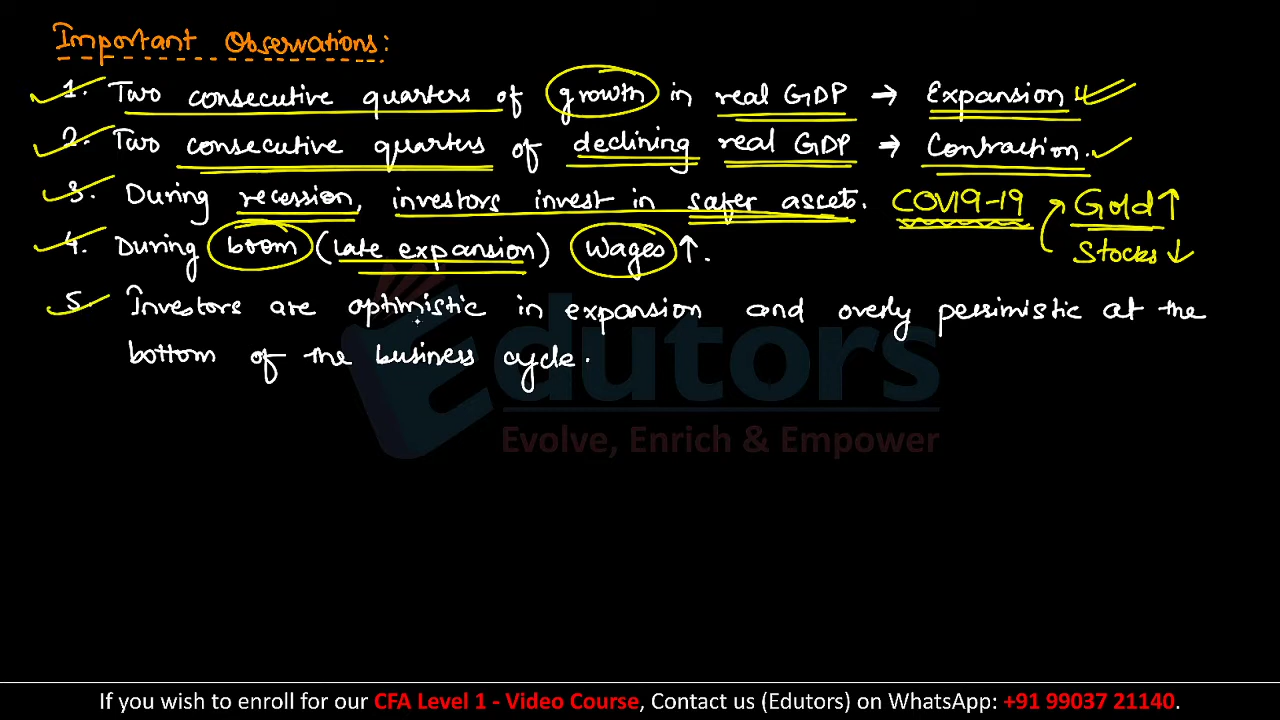 Important Observations:
1. Two consecutive quarters of growth in real GDP → Expansion.
2. Two consecutive quarters of declining real GDP → Contraction.
3. During recession, investors invest in safer assets. COVI9-19 Gold ↑
Stocks ↓
4. During boom (late expansion) Wages ↑.
5. Investors are optimistic in expansion and overly pessimistic at the
bottom of the business cycle.
Edutors
Evolve, Enrich & Empower
If you wish to enroll for our CFA Level 1 - Video Course, Contact us (Edutors) on WhatsApp: +91 99037 21140.